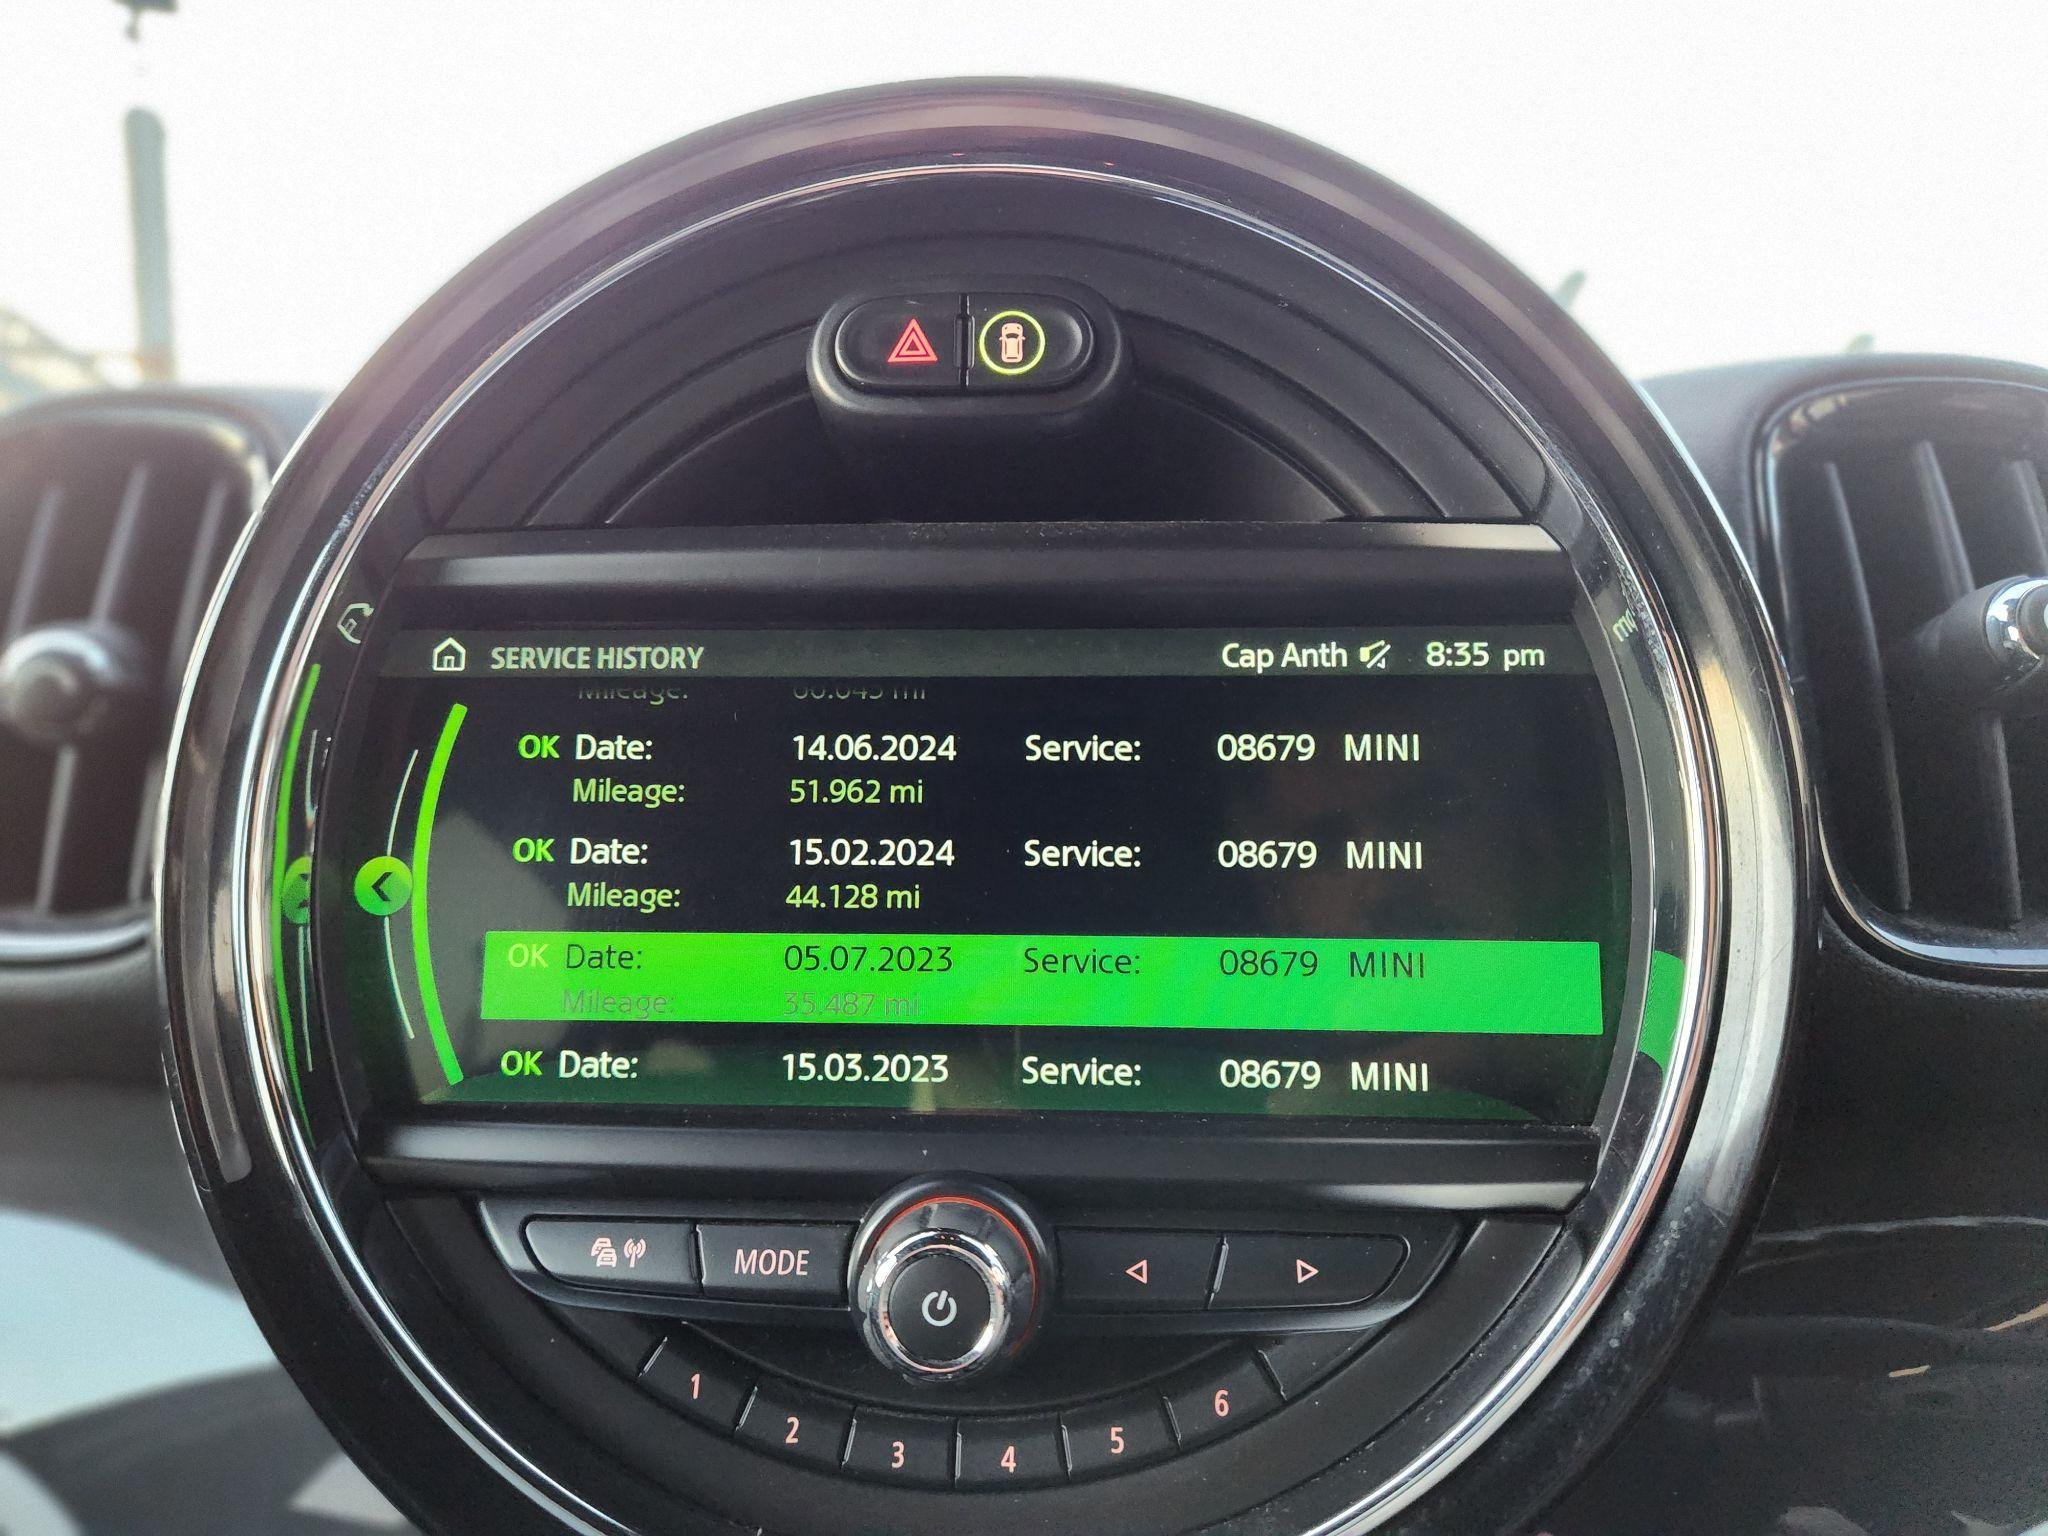 SERVICE HISTORY Cap Anth 8:35 pm
Mileage: mi
OK Date: 14.06.2024 Service: 08679 MINI
Mileage: 51.962 mi
OK Date: 15.02.2024 Service: 08679 MINI
Mileage: 44.128 mi
OK Date: 05.07.2023 Service: 08679 MINI
Mileage: 35.487 mi
OK Date: 15.03.2023 Service: 08679 MINI
MODE
1 2 3 4 5 6